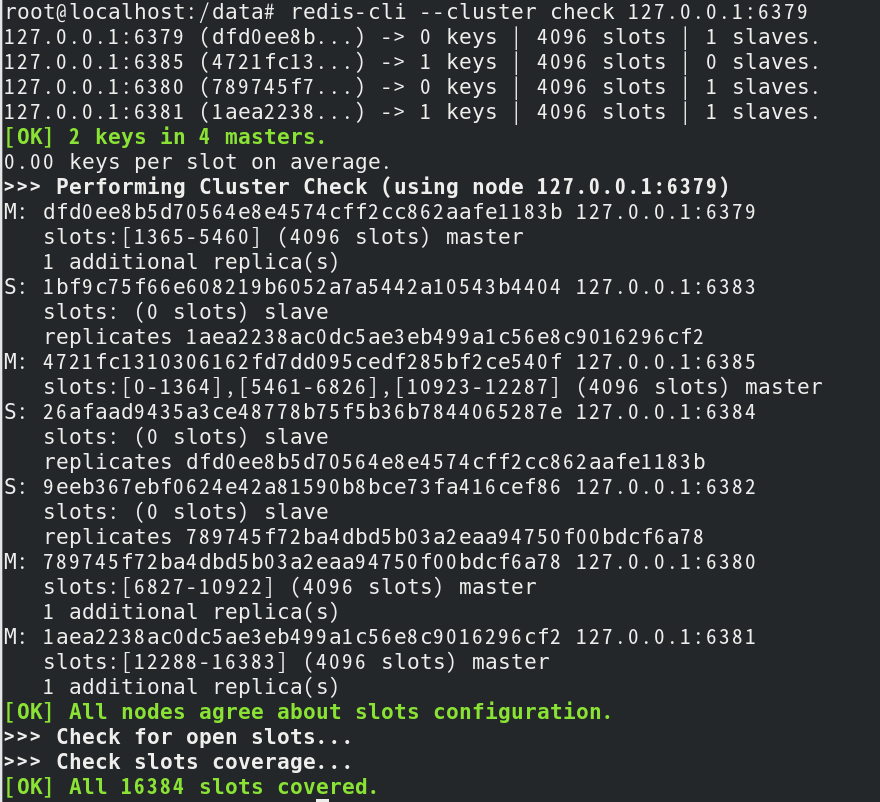 root@localhost:/data# redis-cli --cluster check 127.0.0.1:6379
127.0.0.1:6379 (dfd0ee8b...) -> 0 keys | 4096 slots | 1 slaves.
127.0.0.1:6385 (4721fc13...) -> 1 keys | 4096 slots | 0 slaves.
127.0.0.1:6380 (789745f7...) -> 0 keys | 4096 slots | 1 slaves.
127.0.0.1:6381 (1aea2238...) -> 1 keys | 4096 slots | 1 slaves.
[OK] 2 keys in 4 masters.
0.00 keys per slot on average.
>>> Performing Cluster Check (using node 127.0.0.1:6379)
M: dfd0ee8b5d70564e8e4574cff2cc862aafe1183b 127.0.0.1:6379
   slots:[1365-5460] (4096 slots) master
   1 additional replica(s)
S: 1bf9c75f66e608219b6052a7a5442a10543b4404 127.0.0.1:6383
   slots: (0 slots) slave
   replicates 1aea2238ac0dc5ae3eb499a1c56e8c9016296cf2
M: 4721fc1310306162fd7dd095cedf285bf2ce540f 127.0.0.1:6385
   slots:[0-1364],[5461-6826],[10923-12287] (4096 slots) master
S: 26afaad9435a3ce48778b75f5b36b7844065287e 127.0.0.1:6384
   slots: (0 slots) slave
   replicates dfd0ee8b5d70564e8e4574cff2cc862aafe1183b
S: 9eeb367ebf0624e42a81590b8bce73fa416cef86 127.0.0.1:6382
   slots: (0 slots) slave
   replicates 789745f72ba4dbd5b03a2eaa94750f00bdcf6a78
M: 789745f72ba4dbd5b03a2eaa94750f00bdcf6a78 127.0.0.1:6380
   slots:[6827-10922] (4096 slots) master
   1 additional replica(s)
M: 1aea2238ac0dc5ae3eb499a1c56e8c9016296cf2 127.0.0.1:6381
   slots:[12288-16383] (4096 slots) master
   1 additional replica(s)
[OK] All nodes agree about slots configuration.
>>> Check for open slots...
>>> Check slots coverage...
[OK] All 16384 slots covered.